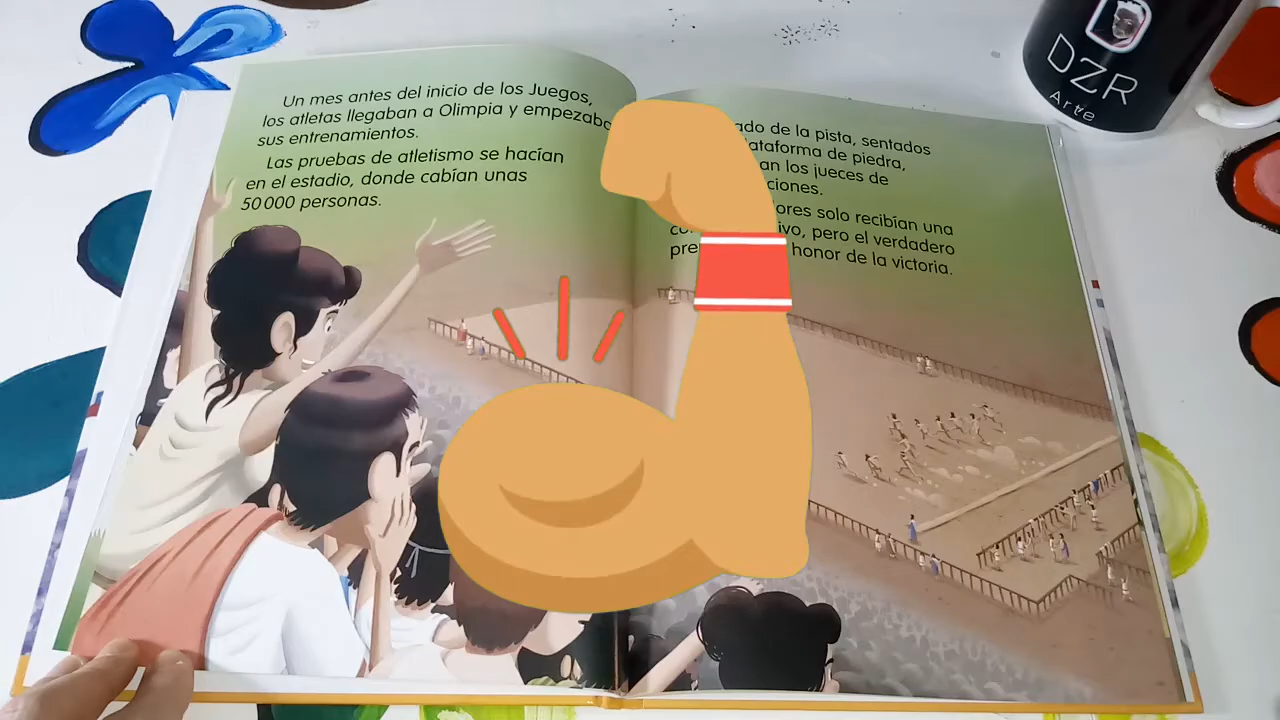 Un mes antes del inicio de los Juegos,
los atletas llegaban a Olimpia y empezaba
sus entrenamientos.
Las pruebas de atletismo se hacían
en el estadio, donde cabían unas
50 000 personas.
ado de la pista, sentados
ataforma de piedra,
an los jueces de
ciones.
ores solo recibían una
co ivo, pero el verdadero
pre honor de la victoria.
DZR
Arte